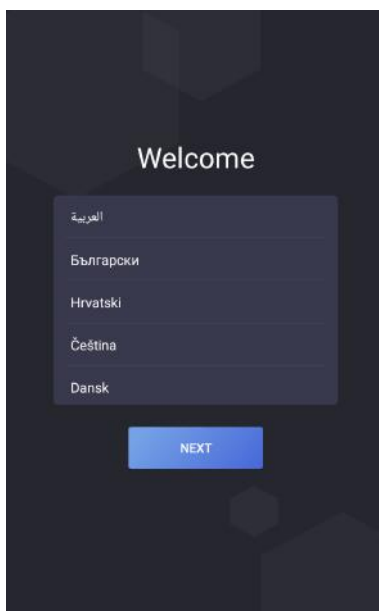 Welcome
العربية
Български
Hrvatski
Čeština
Dansk
NEXT